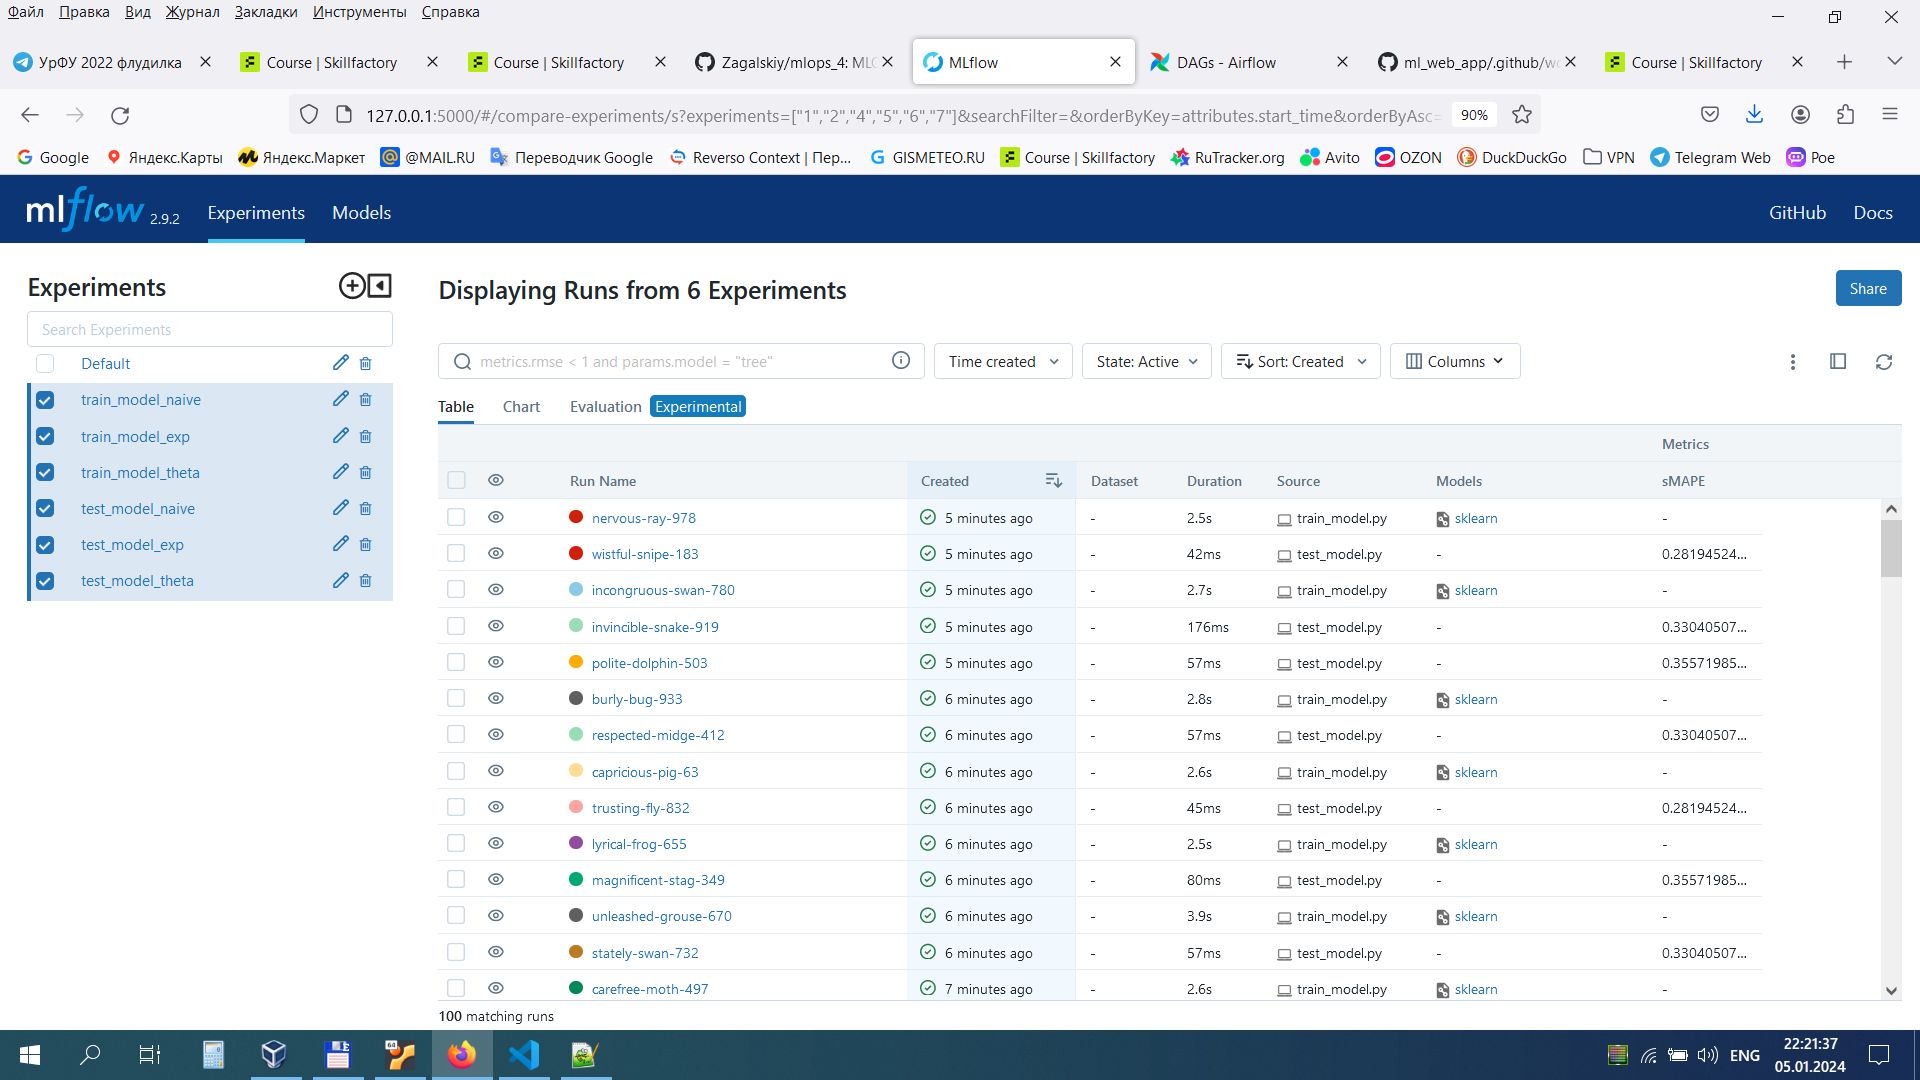 Файл Правка Вид Журнал Закладки Инструменты Справка
УрФУ 2022 флудилка Course | Skillfactory Course | Skillfactory Zagalskiy/mlops_4: MLO MLflow DAGs - Airflow ml_web_app/.github/wo Course | Skillfactory
127.0.0.1:5000/#/compare-experiments/s?experiments=["1","2","4","5","6","7"]&searchFilter=&orderByKey=attributes.start_time&orderByAsc= 90%
Google Яндекс.Карты Яндекс.Маркет @MAIL.RU Переводчик Google Reverso Context | Пер... GISMETEO.RU Course | Skillfactory RuTracker.org Avito OZON DuckDuckGo VPN Telegram Web Poe
mlflow 2.9.2 Experiments Models GitHub Docs
Experiments
Search Experiments
Default
train_model_naive
train_model_exp
train_model_theta
test_model_naive
test_model_exp
test_model_theta
Displaying Runs from 6 Experiments
Share
metrics.rmse < 1 and params.model = "tree" Time created State: Active Sort: Created Columns
Table Chart Evaluation Experimental
Metrics
Run Name Created Dataset Duration Source Models sMAPE
nervous-ray-978 5 minutes ago - 2.5s train_model.py sklearn -
wistful-snipe-183 5 minutes ago - 42ms test_model.py - 0.28194524...
incongruous-swan-780 5 minutes ago - 2.7s train_model.py sklearn -
invincible-snake-919 5 minutes ago - 176ms test_model.py - 0.33040507...
polite-dolphin-503 5 minutes ago - 57ms test_model.py - 0.35571985...
burly-bug-933 6 minutes ago - 2.8s train_model.py sklearn -
respected-midge-412 6 minutes ago - 57ms test_model.py - 0.33040507...
capricious-pig-63 6 minutes ago - 2.6s train_model.py sklearn -
trusting-fly-832 6 minutes ago - 45ms test_model.py - 0.28194524...
lyrical-frog-655 6 minutes ago - 2.5s train_model.py sklearn -
magnificent-stag-349 6 minutes ago - 80ms test_model.py - 0.35571985...
unleashed-grouse-670 6 minutes ago - 3.9s train_model.py sklearn -
stately-swan-732 6 minutes ago - 57ms test_model.py - 0.33040507...
carefree-moth-497 7 minutes ago - 2.6s train_model.py sklearn -
100 matching runs
64
ENG
22:21:37
05.01.2024